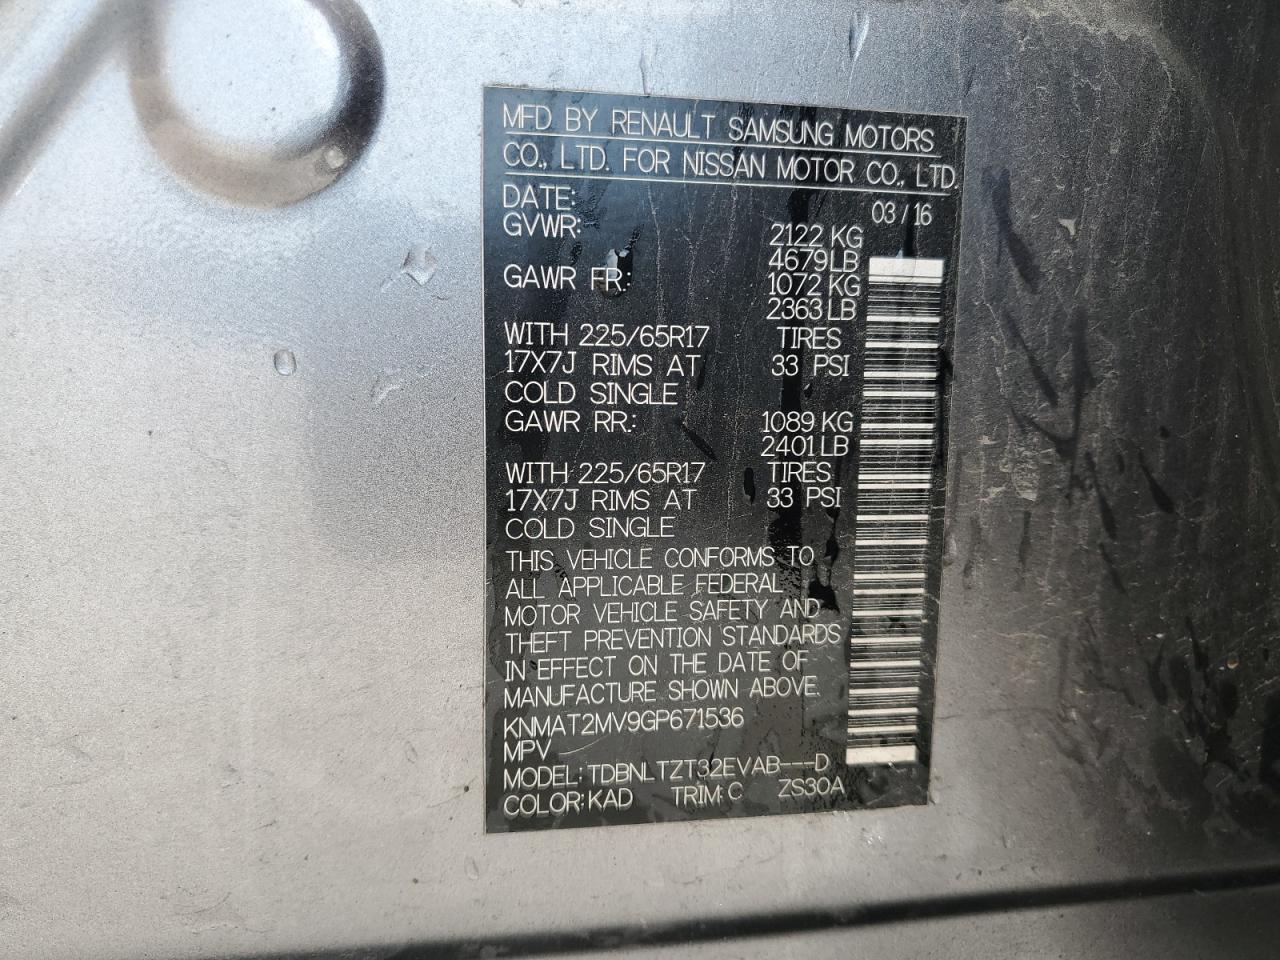 MFD BY RENAULT SAMSUNG MOTORS
CO., LTD. FOR NISSAN MOTOR CO., LTD.
DATE: 03 / 16
GVWR: 2122 KG
4679 LB
GAWR FR: 1072 KG
2363 LB
WITH 225/65R17 TIRES
17X7J RIMS AT 33 PSI
COLD SINGLE
GAWR RR: 1089 KG
2401 LB
WITH 225/65R17 TIRES
17X7J RIMS AT 33 PSI
COLD SINGLE
THIS VEHICLE CONFORMS TO
ALL APPLICABLE FEDERAL
MOTOR VEHICLE SAFETY AND
THEFT PREVENTION STANDARDS
IN EFFECT ON THE DATE OF
MANUFACTURE SHOWN ABOVE.
KNMAT2MV9GP671536
MPV
MODEL: TDBNLTZT32EVAB---D
COLOR: KAD TRIM: C ZS30A